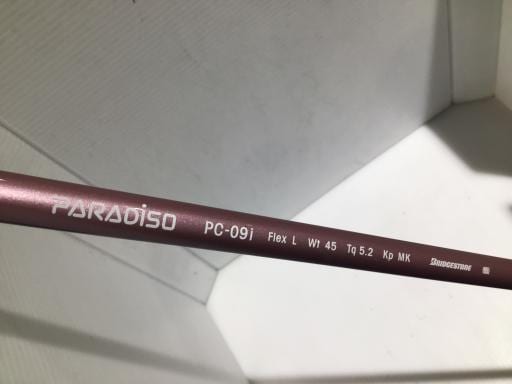 PARADISO PC-09i Flex L Wt 45 Tq 5.2 Kp MK BRIDGESTONE